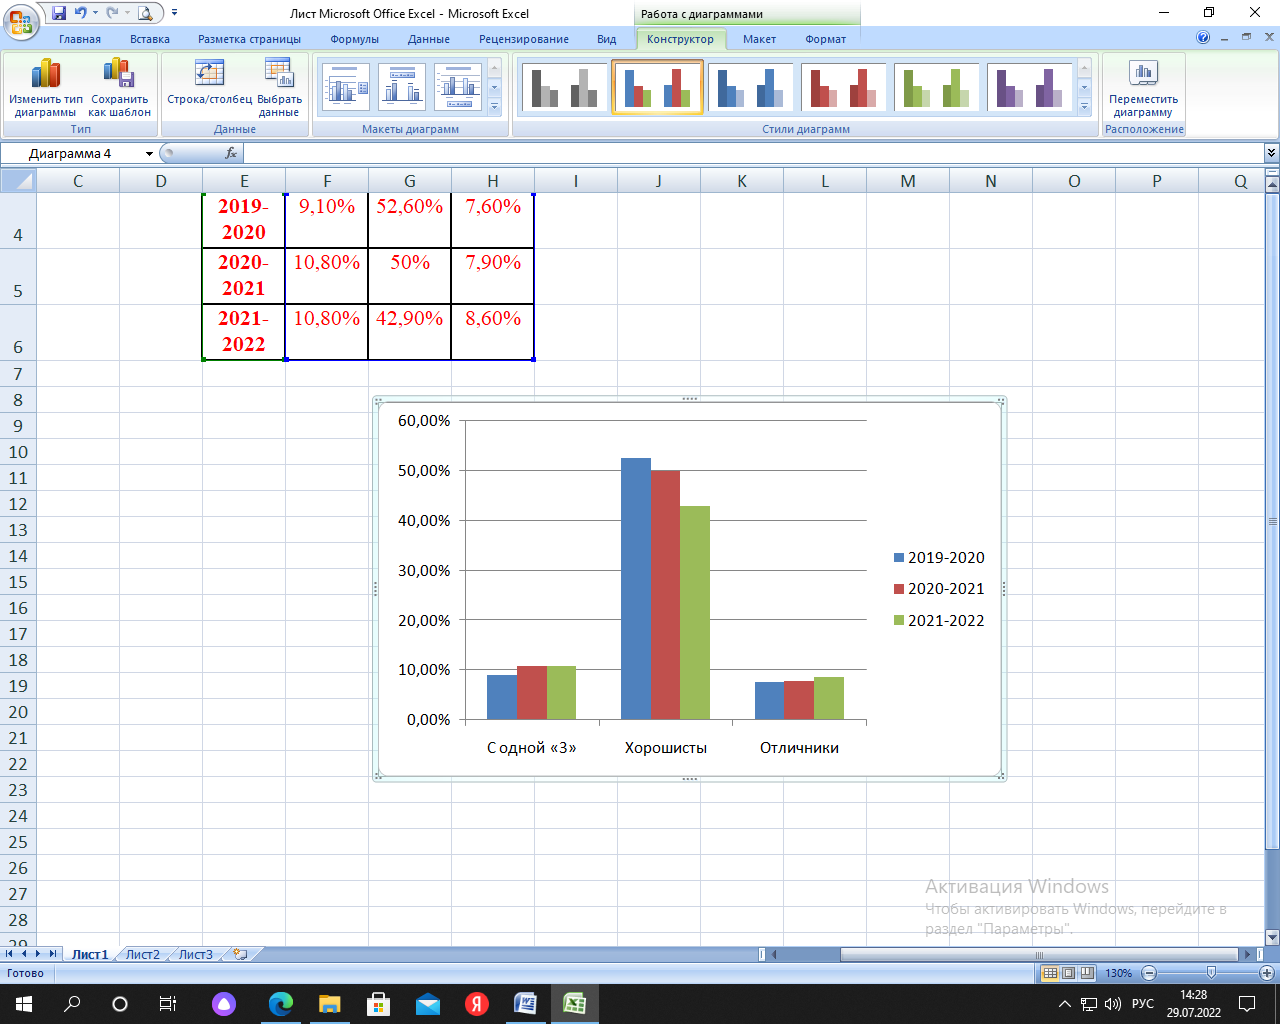 Лист Microsoft Office Excel - Microsoft Excel
Работа с диаграммами
Главная Вставка Разметка страницы Формулы Данные Рецензирование Вид Конструктор Макет Формат
Изменить тип диаграммы
Сохранить как шаблон
Строка/столбец
Выбрать данные
Переместить диаграмму
Тип Данные Макеты диаграмм Стили диаграмм Расположение
Диаграмма 4 fx
C D E F G H I J K L M N O P Q
4 2019-2020 9,10% 52,60% 7,60%
5 2020-2021 10,80% 50% 7,90%
6 2021-2022 10,80% 42,90% 8,60%
7
8
9
10
11
12
13
14
15
16
17
18
19
20
21
22
23
24
25
26
27
28
29
60,00%
50,00%
40,00%
30,00%
20,00%
10,00%
0,00%
С одной «3» Хорошисты Отличники
2019-2020
2020-2021
2021-2022
Активация Windows
Чтобы активировать Windows, перейдите в
раздел "Параметры".
Лист1 Лист2 Лист3
Готово 130%
РУС 14:28
29.07.2022